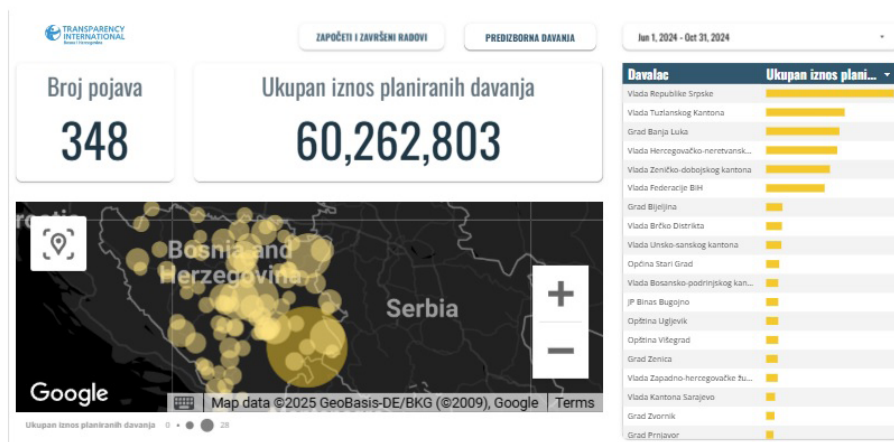 TRANSPARENCY
INTERNATIONAL
Bosna i Hercegovina
ZAPOČETI I ZAVRŠENI RADOVI
PREDIZBORNA DAVANJA
Jun 1, 2024 - Oct 31, 2024
Broj pojava
348
Ukupan iznos planiranih davanja
60,262,803
Davalac
Ukupan iznos plani...
Vlada Republike Srpske
Vlada Tuzlanskog Kantona
Grad Banja Luka
Vlada Hercegovačko-neretvansk...
Vlada Zeničko-dobojskog kantona
Vlada Federacije BiH
Grad Bijeljina
Vlada Brčko Distrikta
Vlada Unsko-sanskog kantona
Općina Stari Grad
Vlada Bosansko-podrinjskog kan...
JP Binas Bugojno
Opština Ugljevik
Opština Višegrad
Grad Zenica
Vlada Zapadno-hercegovačke žu...
Vlada Kantona Sarajevo
Grad Zvornik
Grad Prnjavor
Bosnia and
Herzegovina
Serbia
Google
Map data ©2025 GeoBasis-DE/BKG (©2009), Google
Terms
Ukupan iznos planiranih davanja 0 28